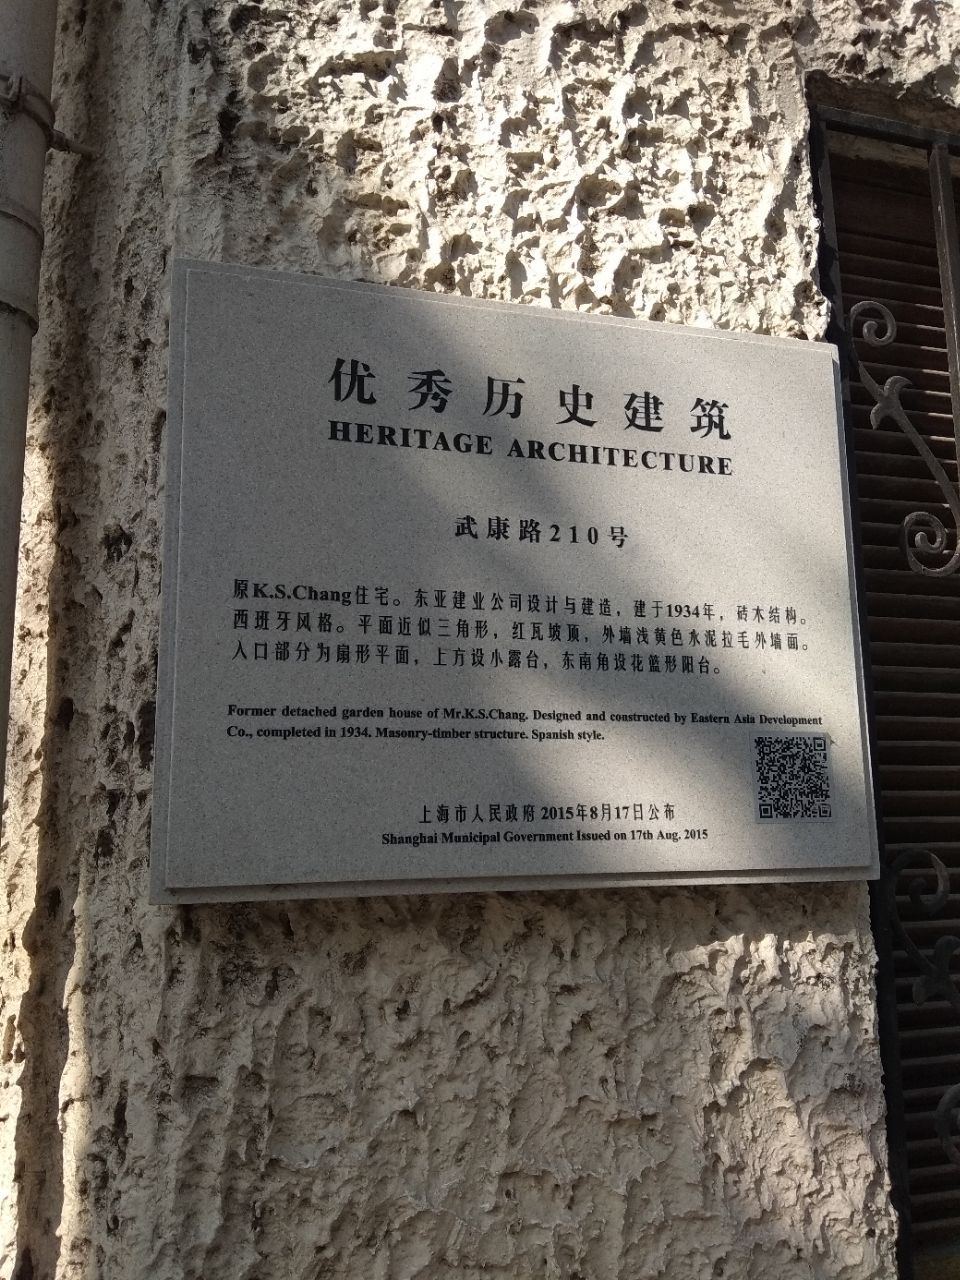 优秀历史建筑
HERITAGE ARCHITECTURE
武康路210号
原K.S.Chang住宅。东亚建业公司设计与建造，建于1934年，砖木结构。
西班牙风格。平面近似三角形，红瓦坡顶，外墙浅黄色水泥拉毛外墙面。
入口部分为扇形平面，上方设小露台，东南角设花篮形阳台。
Former detached garden house of Mr.K.S.Chang. Designed and constructed by Eastern Asia Development
Co., completed in 1934. Masonry-timber structure. Spanish style.
上海市人民政府 2015年8月17日公布
Shanghai Municipal Government Issued on 17th Aug. 2015